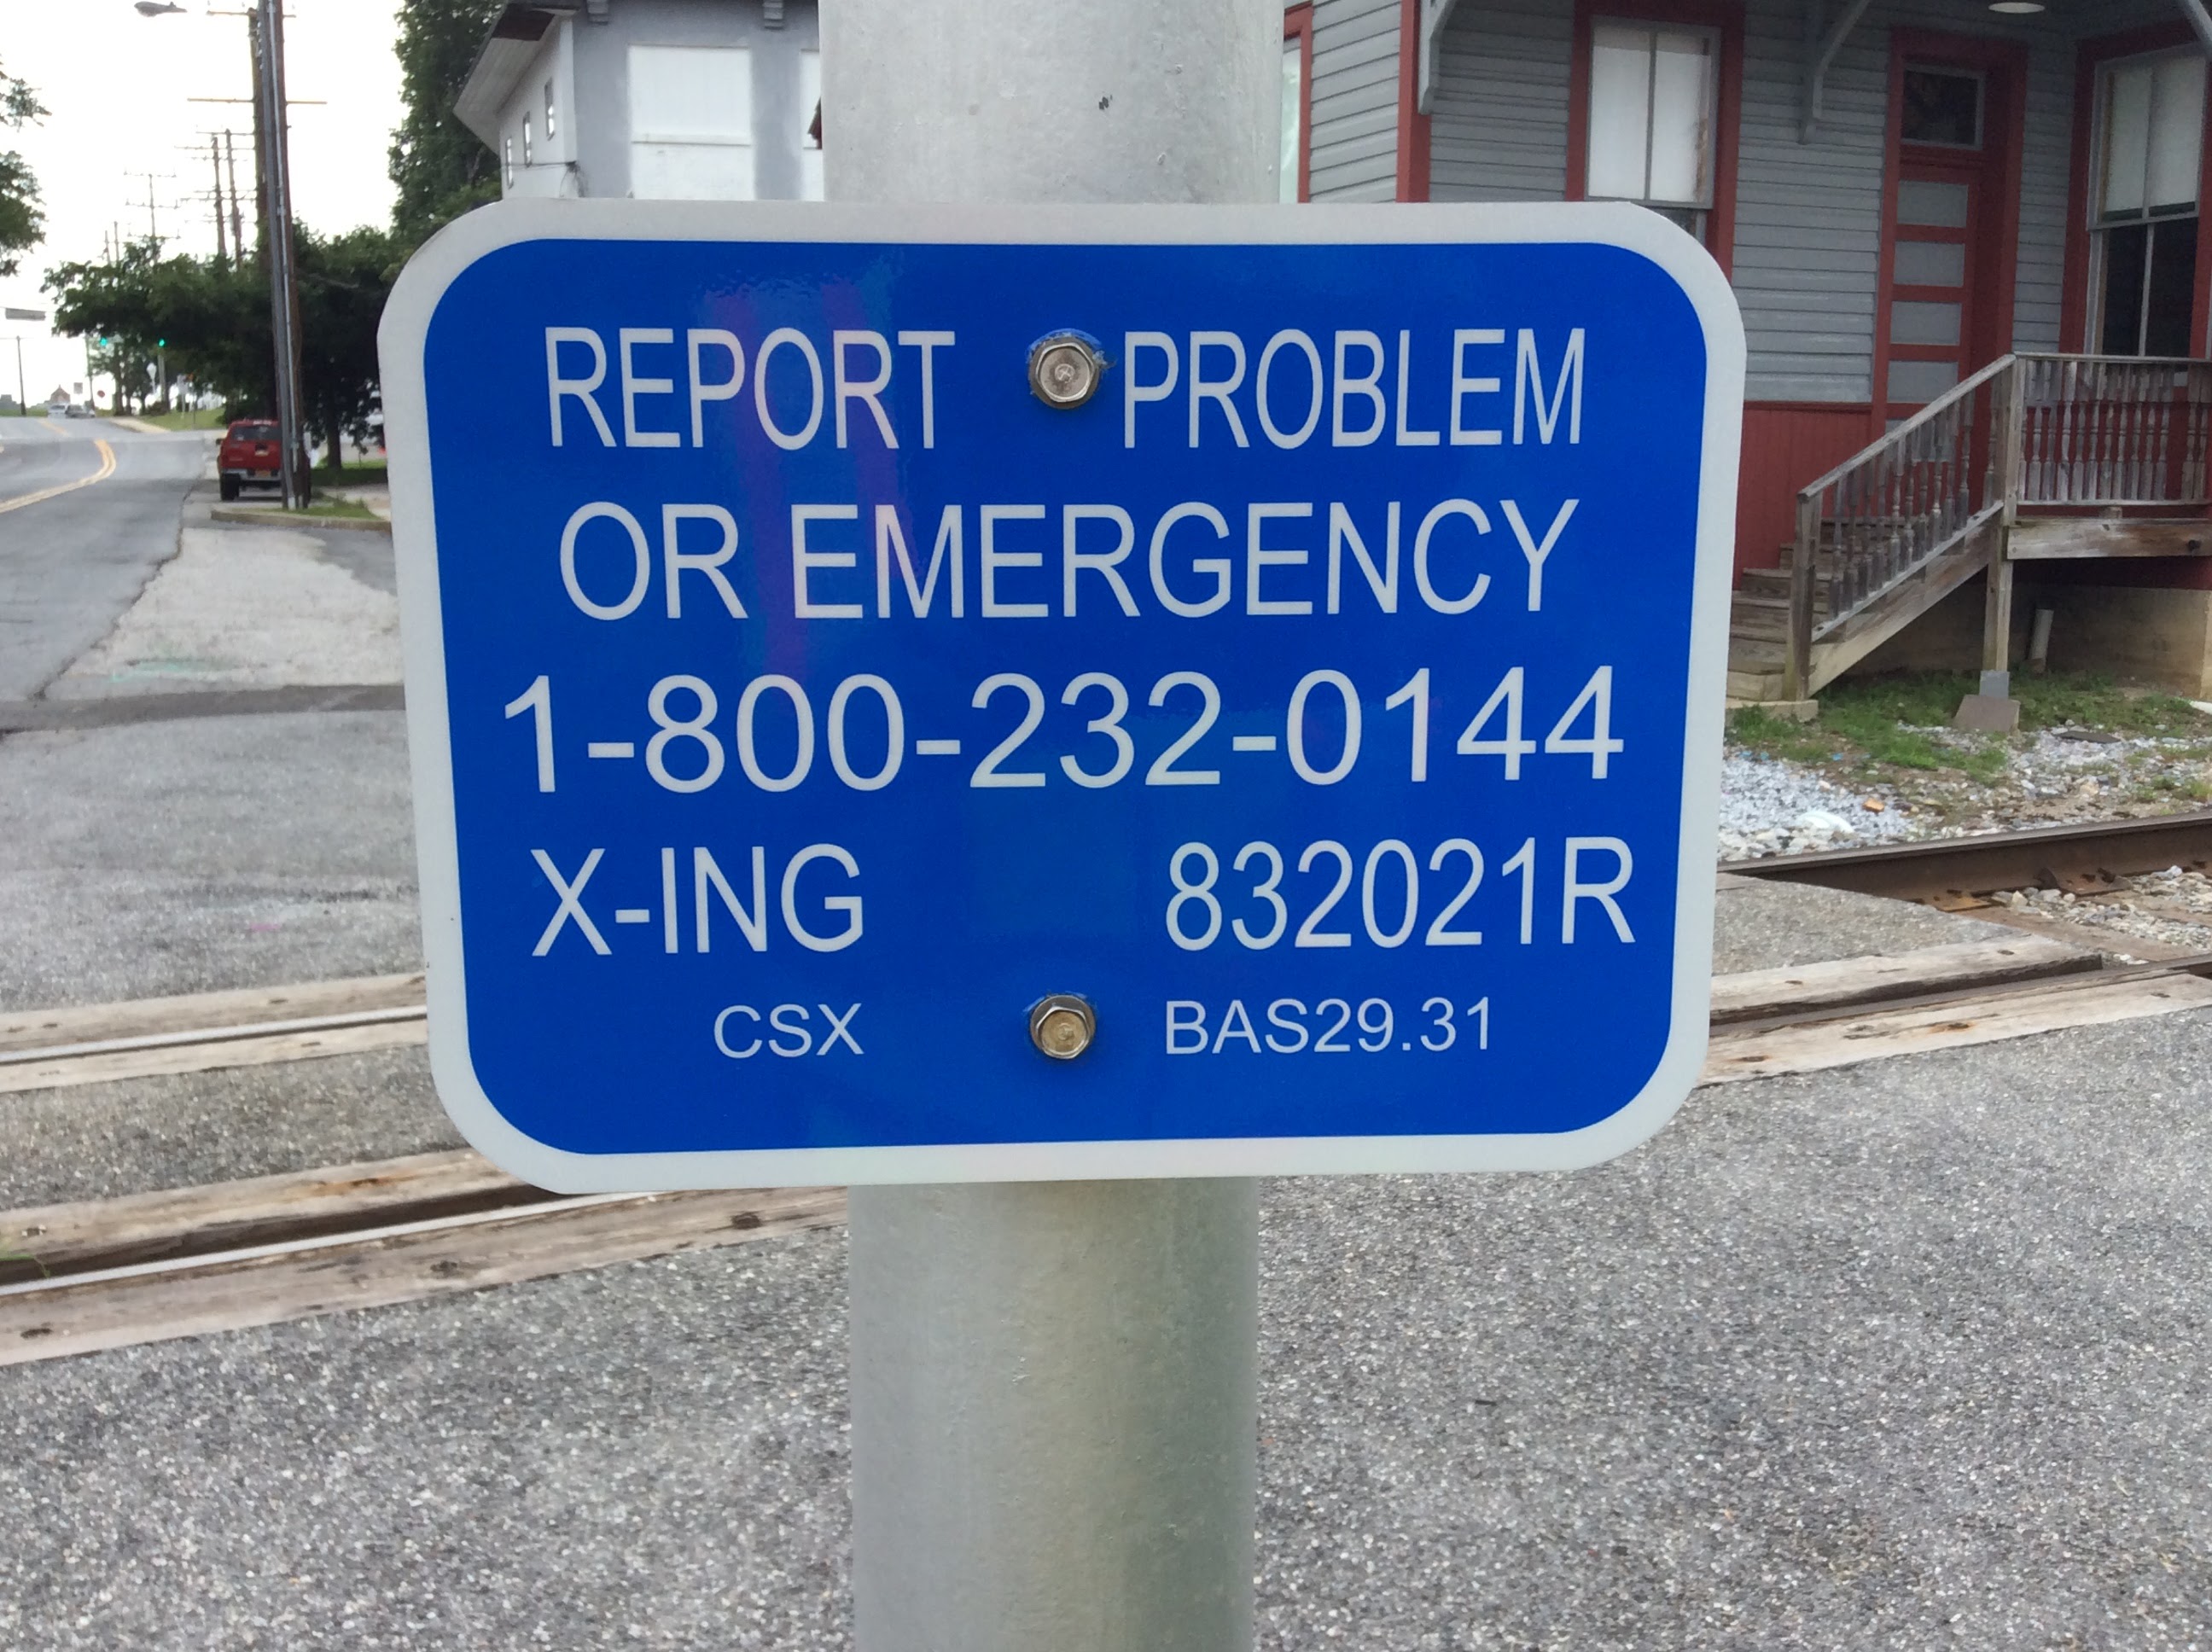 REPORT PROBLEM
OR EMERGENCY
1-800-232-0144
X-ING 832021R
CSX BAS29.31